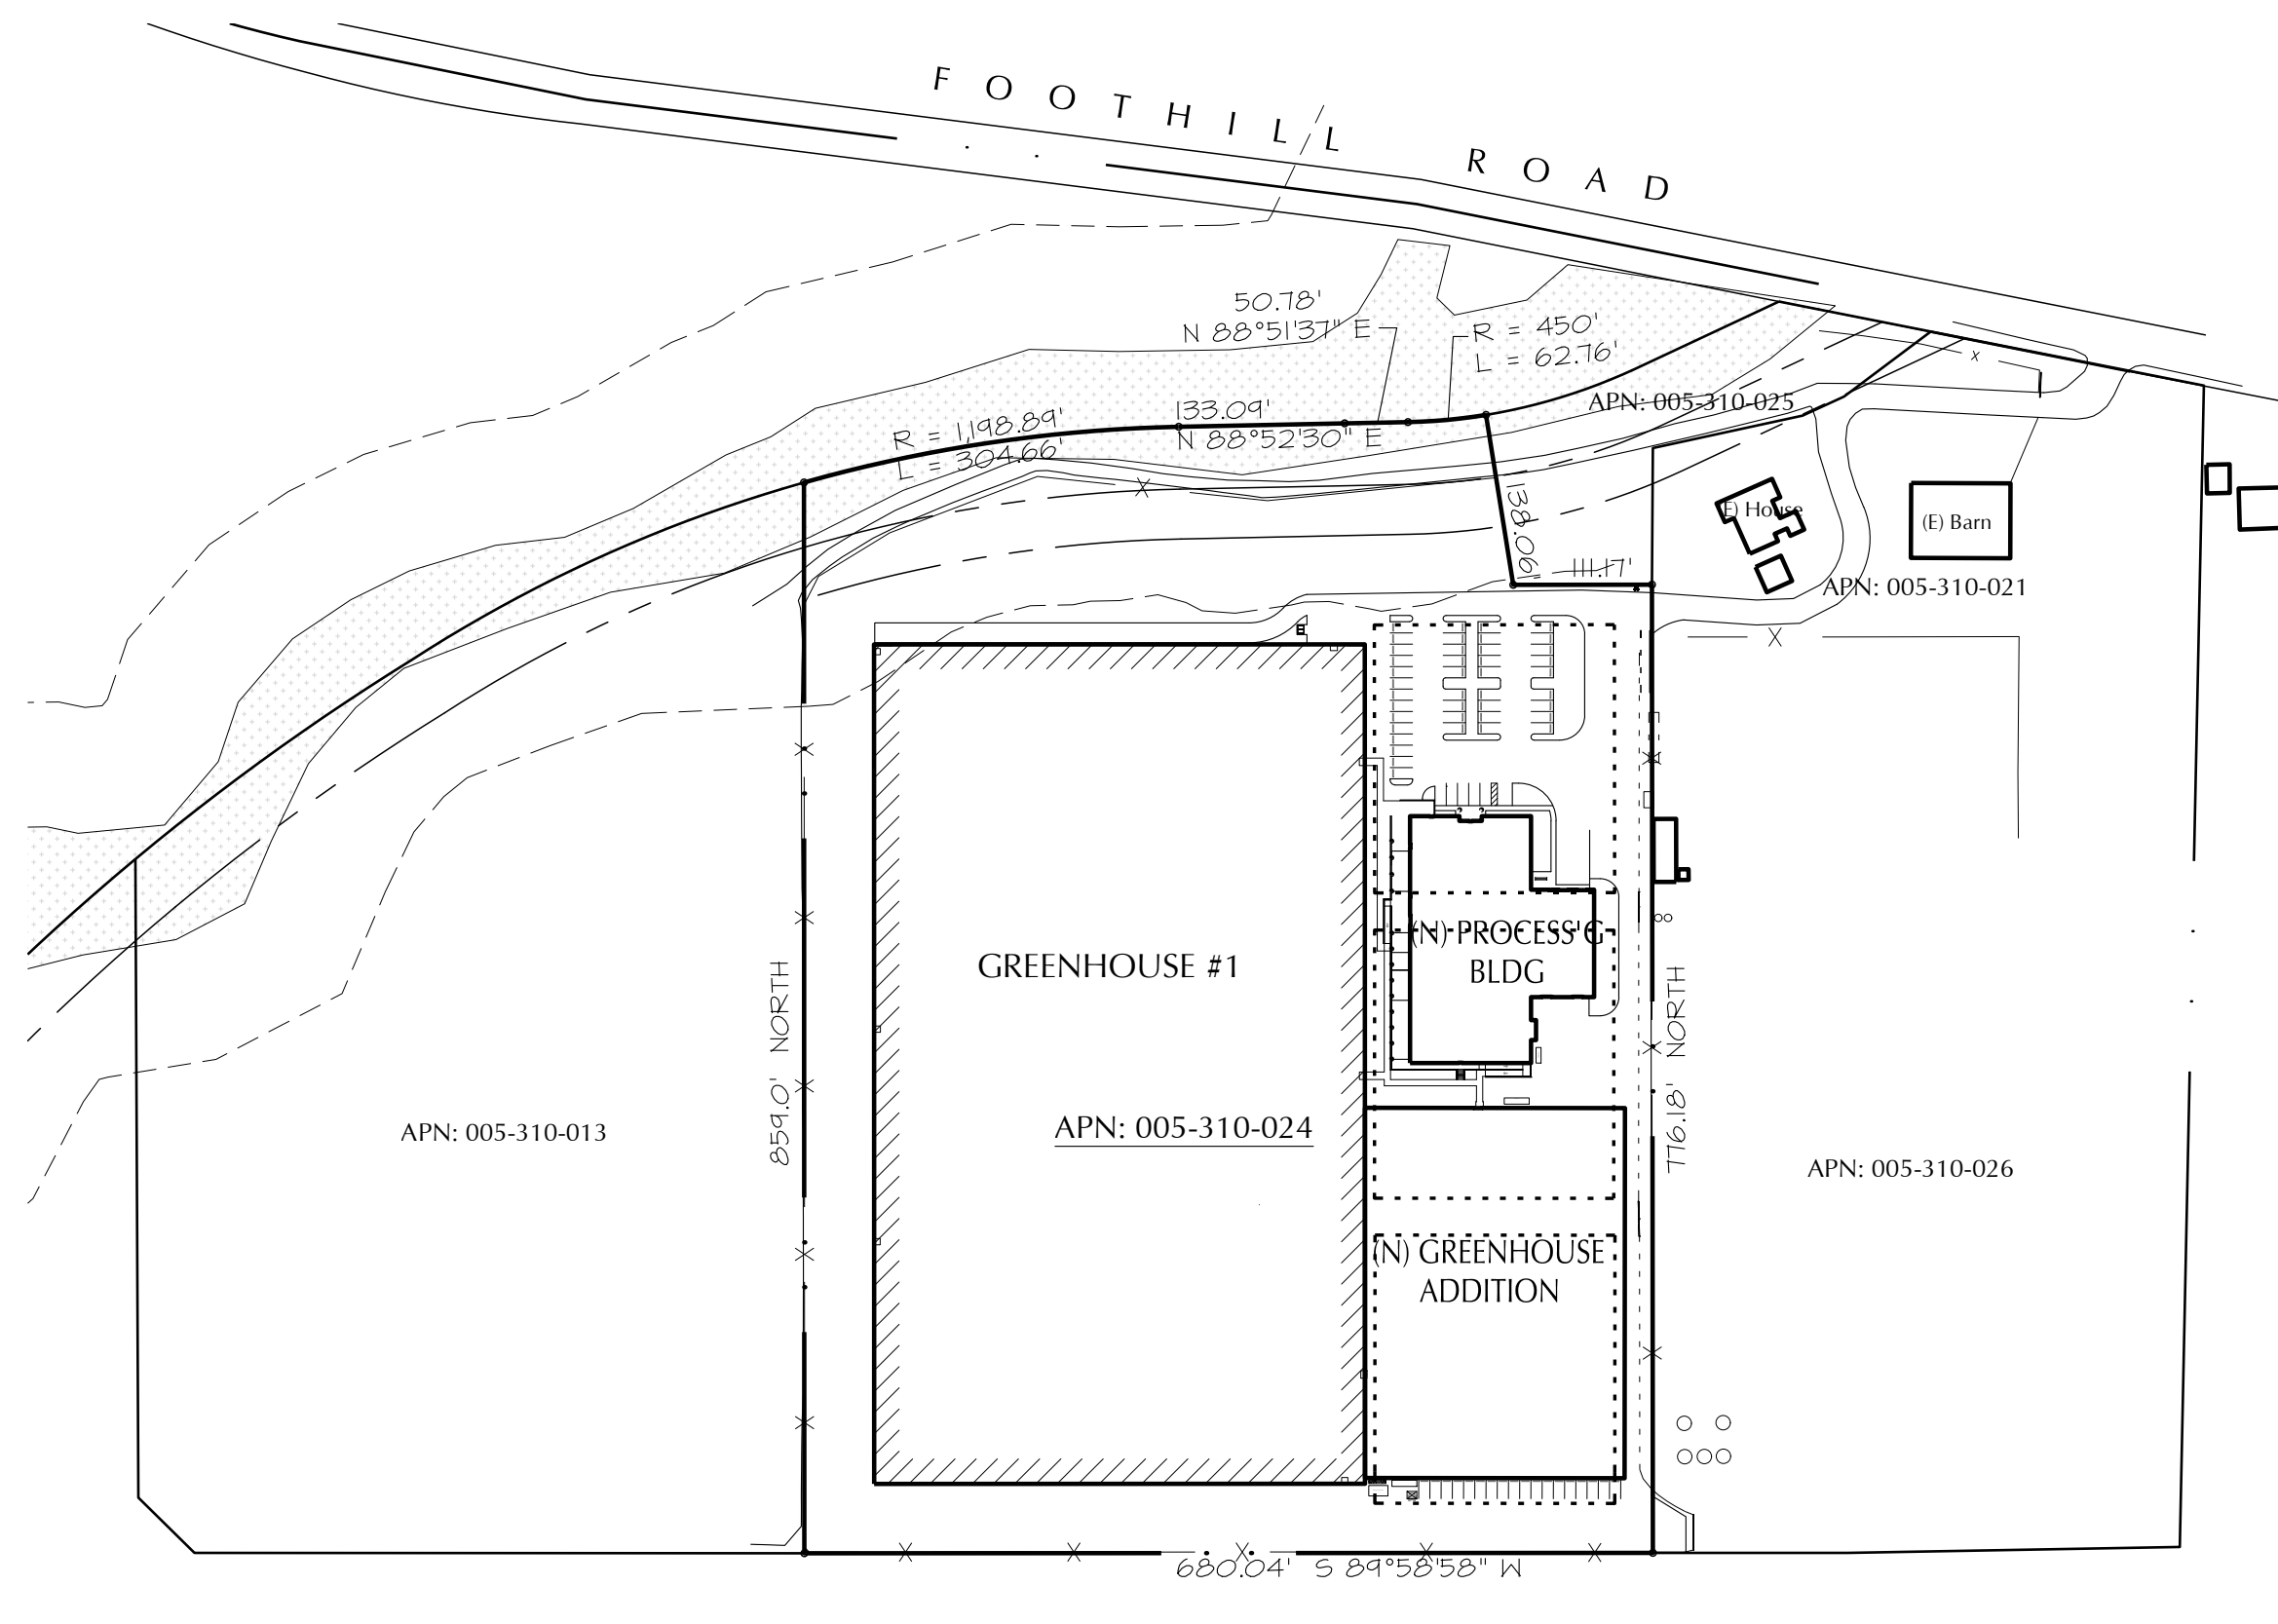 FOOTHILL ROAD
50.78'
N 88°51'37" E
R = 450'
L = 62.76'
APN: 005-310-025
R = 1,198.89'
L = 304.66'
133.09'
N 88°52'30" E
138.06'
111.17'
(E) House
(E) Barn
APN: 005-310-021
GREENHOUSE #1
(N) PROCESS'G
BLDG
859.0' NORTH
776.18' NORTH
APN: 005-310-013
APN: 005-310-024
APN: 005-310-026
(N) GREENHOUSE
ADDITION
680.04' S 89°58'58" W